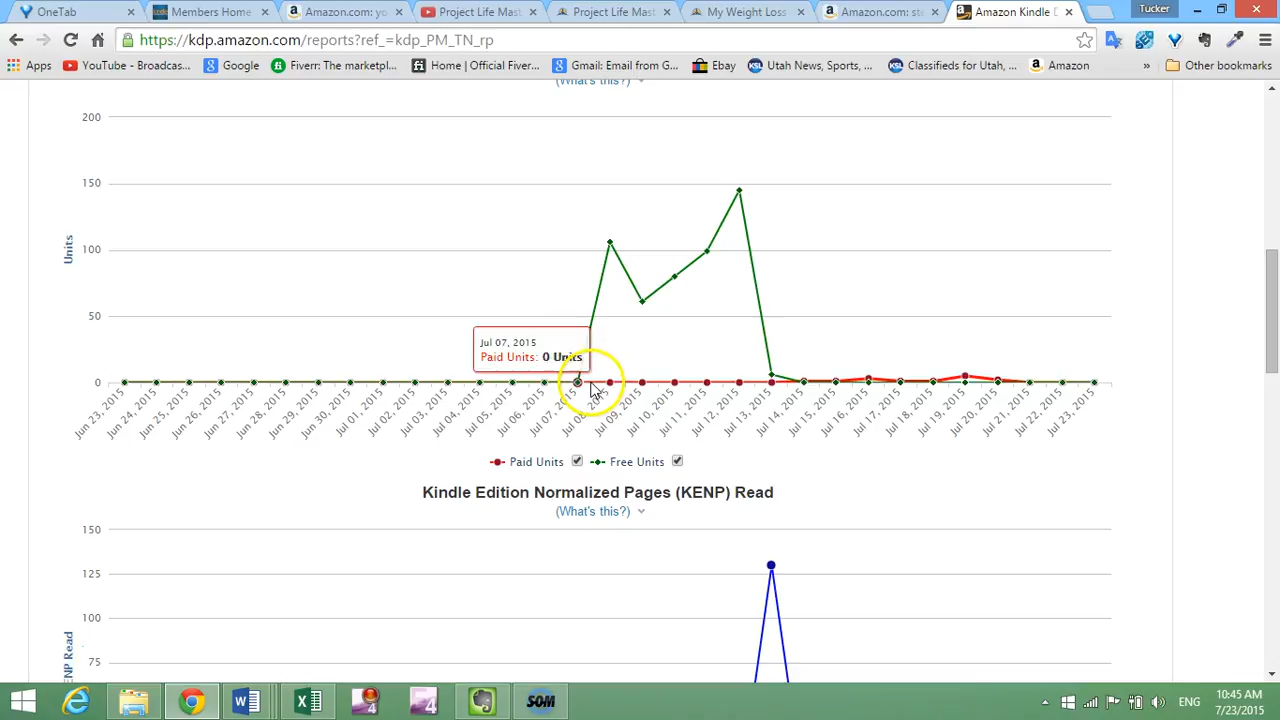 OneTab
Members Home
Amazon.com: yo
Project Life Mast
Project Life Mas
My Weight Loss
Amazon.com: ste
Amazon Kindle D
Tucker
https://kdp.amazon.com/reports?ref_=kdp_PM_TN_rp
Apps
YouTube - Broadcas...
Google
Fiverr: The marketpl...
Home | Official Fiver...
Gmail: Email from G...
Ebay
Utah News, Sports, ...
Classifieds for Utah, ...
Amazon
»
Other bookmarks
(What's this?)
200
150
100
50
0
Units
Jul 07, 2015
Paid Units: 0 Units
Jun 23, 2015
Jun 24, 2015
Jun 25, 2015
Jun 26, 2015
Jun 27, 2015
Jun 28, 2015
Jun 29, 2015
Jun 30, 2015
Jul 01, 2015
Jul 02, 2015
Jul 03, 2015
Jul 04, 2015
Jul 05, 2015
Jul 06, 2015
Jul 07, 2015
Jul 08, 2015
Jul 09, 2015
Jul 10, 2015
Jul 11, 2015
Jul 12, 2015
Jul 13, 2015
Jul 14, 2015
Jul 15, 2015
Jul 16, 2015
Jul 17, 2015
Jul 18, 2015
Jul 19, 2015
Jul 20, 2015
Jul 21, 2015
Jul 22, 2015
Jul 23, 2015
Paid Units
Free Units
Kindle Edition Normalized Pages (KENP) Read
(What's this?)
150
125
100
75
KENP Read
SOM
ENG
10:45 AM
7/23/2015